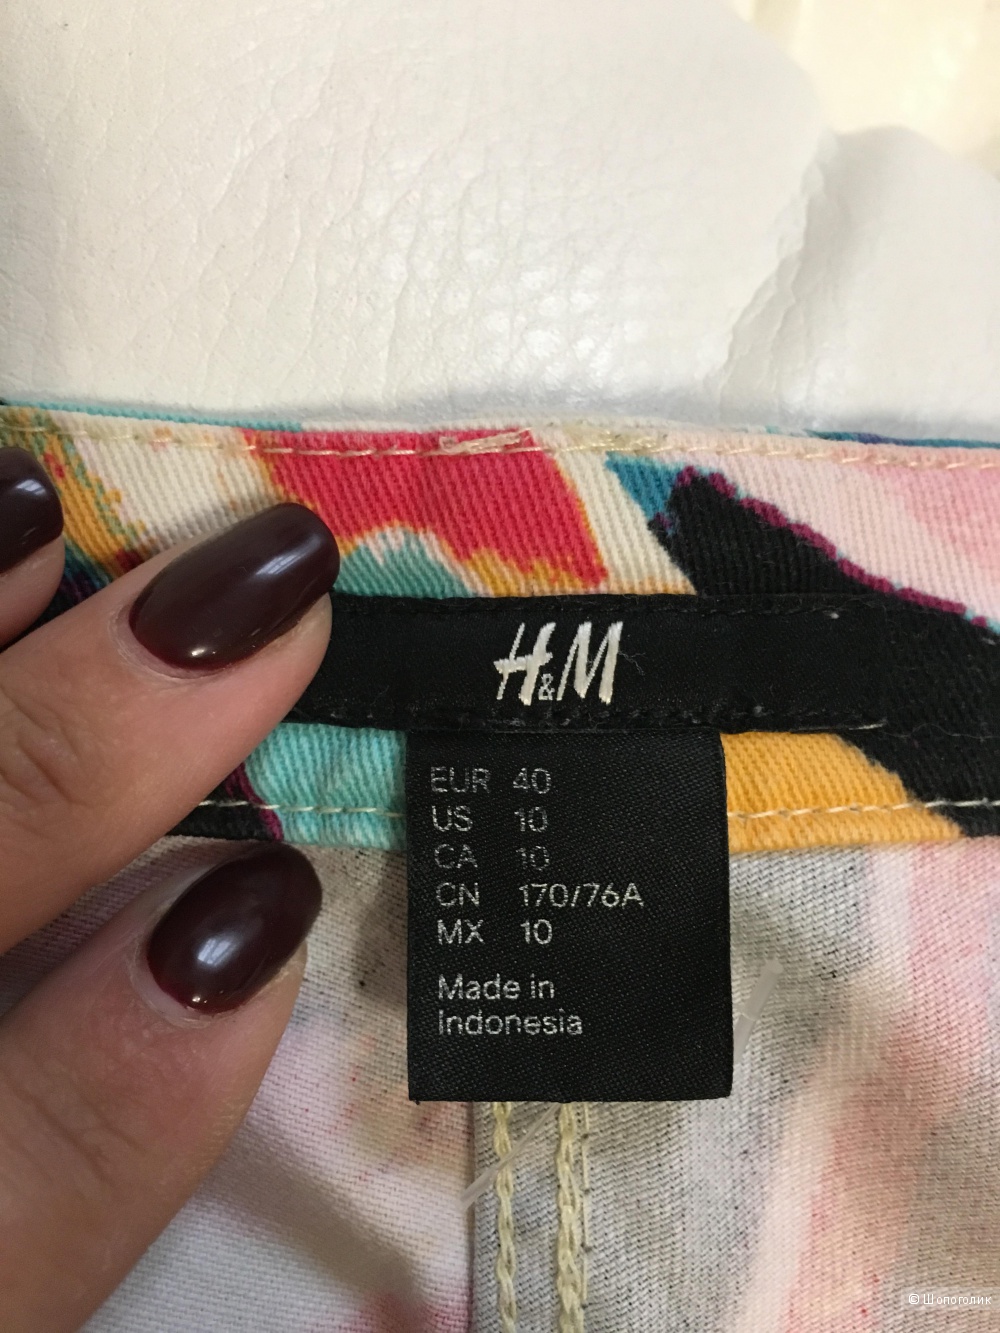 H&M
EUR 40
US 10
CA 10
CN 170/76A
MX 10
Made in
Indonesia
© Шопоголик